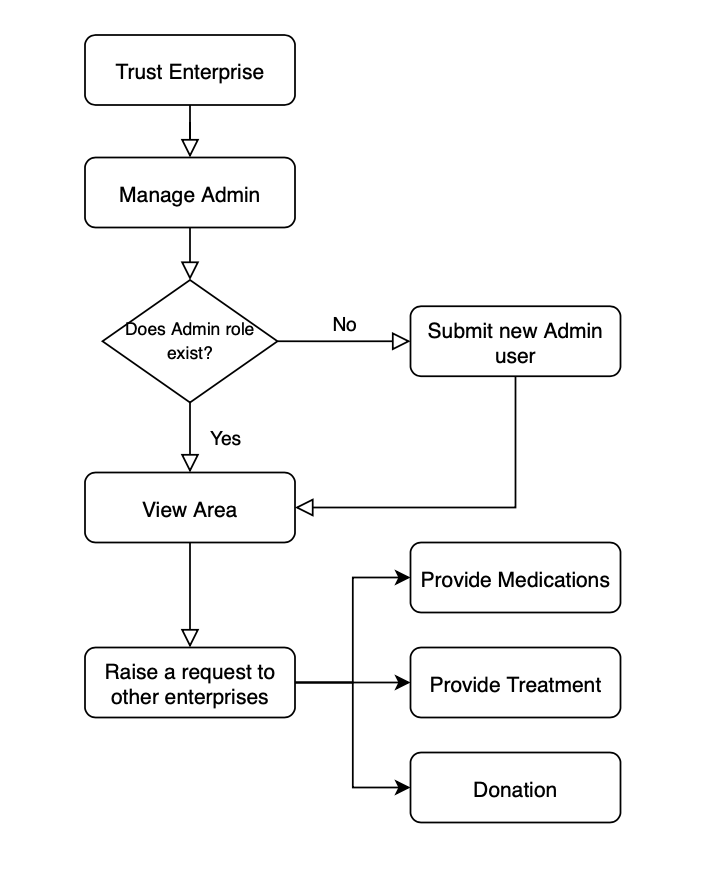 Trust Enterprise
Manage Admin
Does Admin role
exist?
No
Submit new Admin
user
Yes
View Area
Provide Medications
Raise a request to
other enterprises
Provide Treatment
Donation